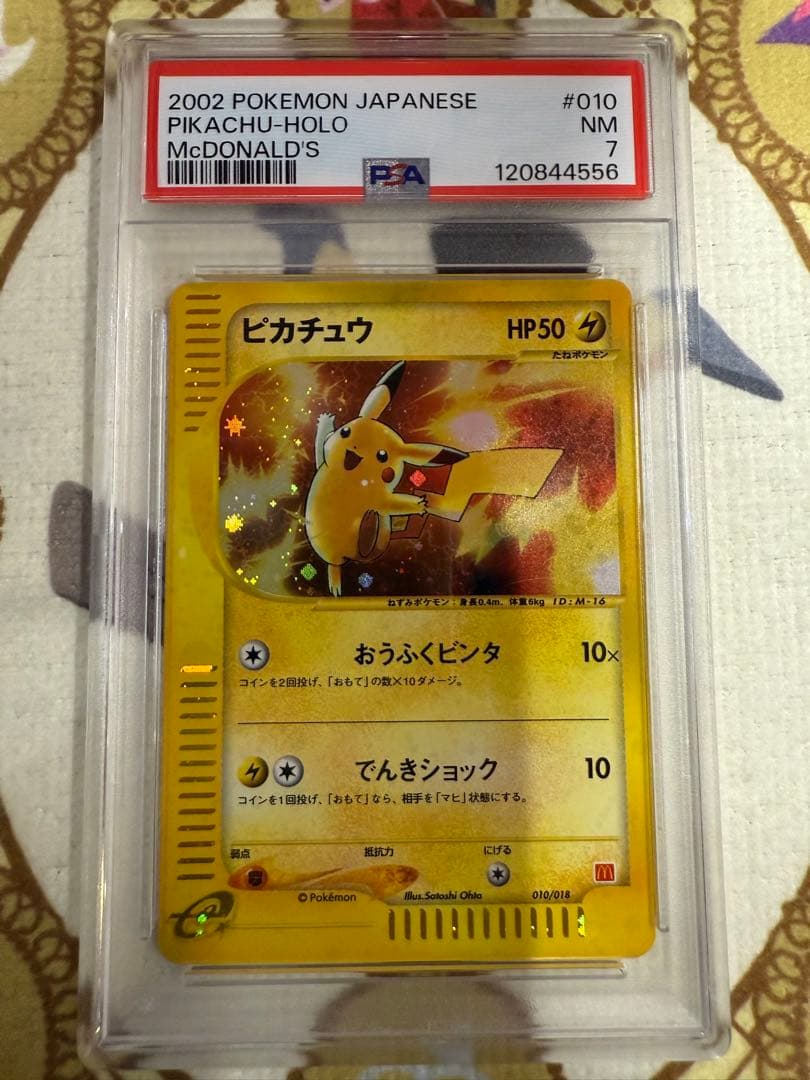 2002 POKEMON JAPANESE #010
PIKACHU-HOLO NM
McDONALD'S 7
PSA 120844556
ピカチュウ HP50
たねポケモン
ねずみポケモン:身長0.4m、体重6kg ID:M-16
おうふくビンタ 10×
コインを2回投げ、「おもて」の数×10ダメージ。
でんきショック 10
コインを1回投げ、「おもて」なら、相手を「マヒ」状態にする。
弱点 抵抗力 にげる
©Pokémon Illus.Satoshi Ohta 010/018
e